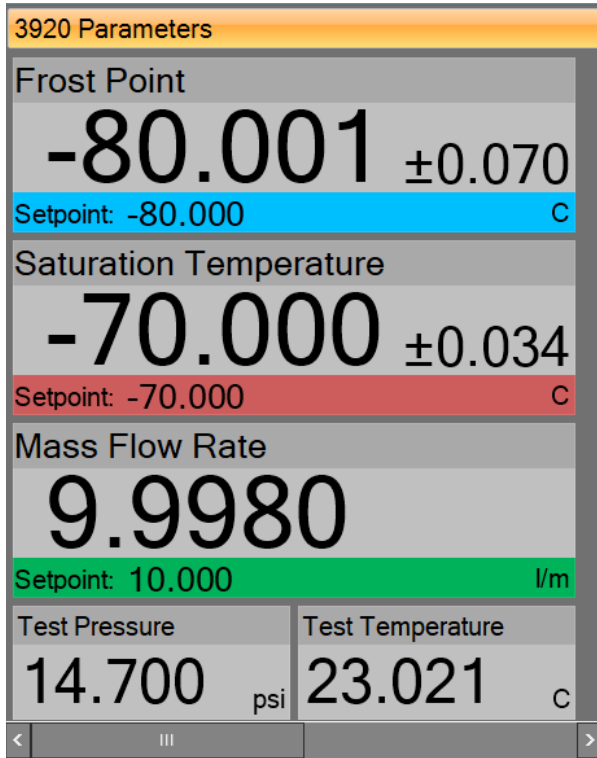 3920 Parameters
Frost Point
-80.001 ±0.070
Setpoint: -80.000 C
Saturation Temperature
-70.000 ±0.034
Setpoint: -70.000 C
Mass Flow Rate
9.9980
Setpoint: 10.000 l/m
Test Pressure
14.700 psi
Test Temperature
23.021 C